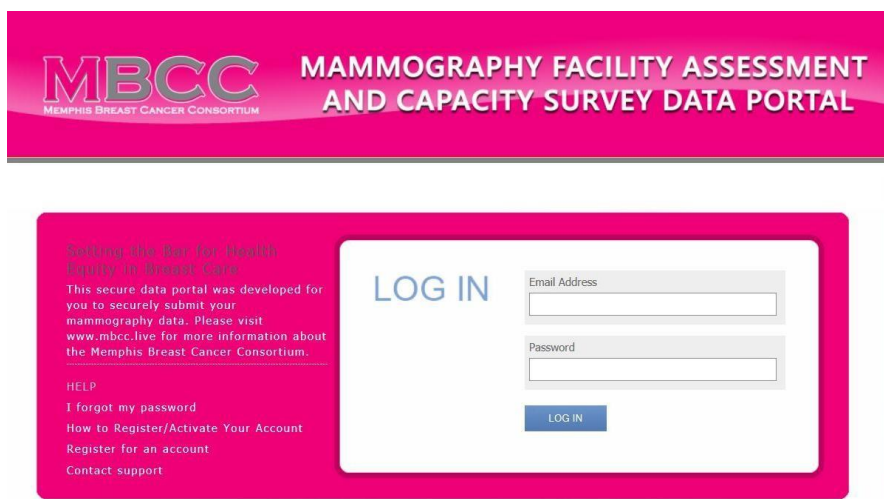 MBCC
MEMPHIS BREAST CANCER CONSORTIUM
MAMMOGRAPHY FACILITY ASSESSMENT
AND CAPACITY SURVEY DATA PORTAL
Setting the Bar for Health
Equity in Breast Care
This secure data portal was developed for
you to securely submit your
mammography data. Please visit
www.mbcc.live for more information about
the Memphis Breast Cancer Consortium.
HELP
I forgot my password
How to Register/Activate Your Account
Register for an account
Contact support
LOG IN
Email Address
Password
LOG IN